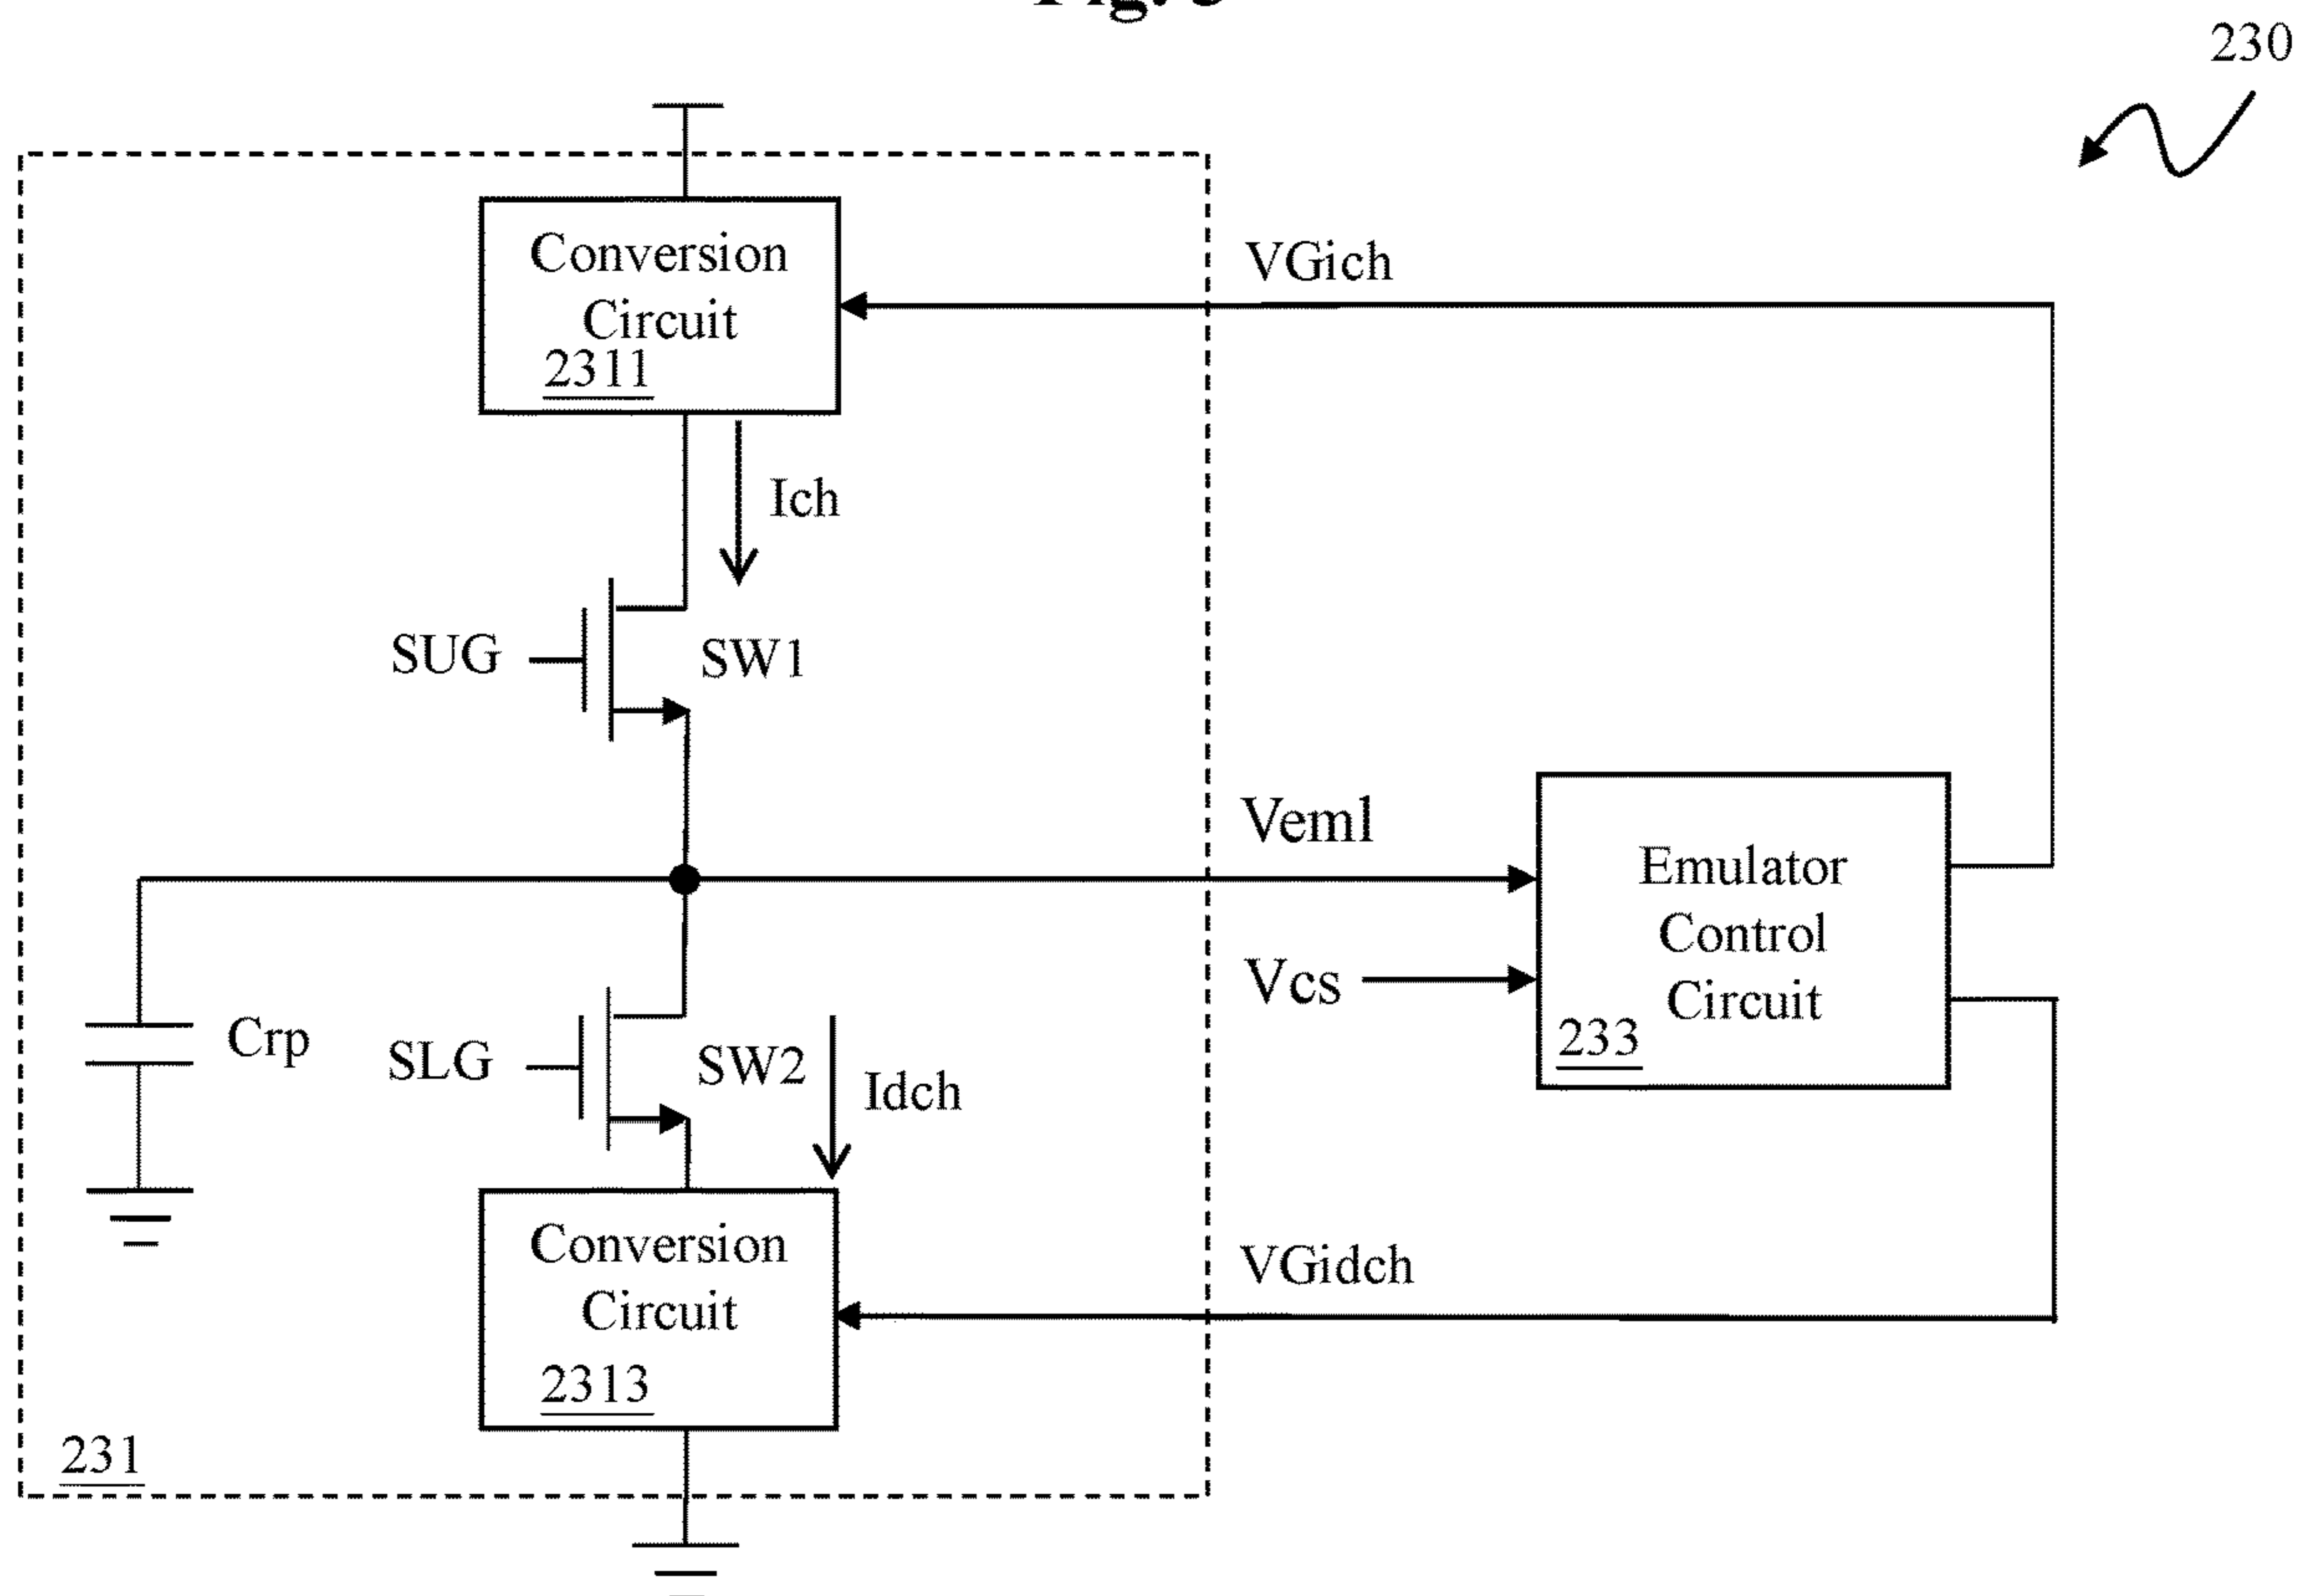 230
Conversion
Circuit
2311
VGich
Ich
SUG
SW1
Veml
Vcs
Emulator
Control
Circuit
233
Crp
SLG
SW2
Idch
Conversion
Circuit
2313
VGidch
231